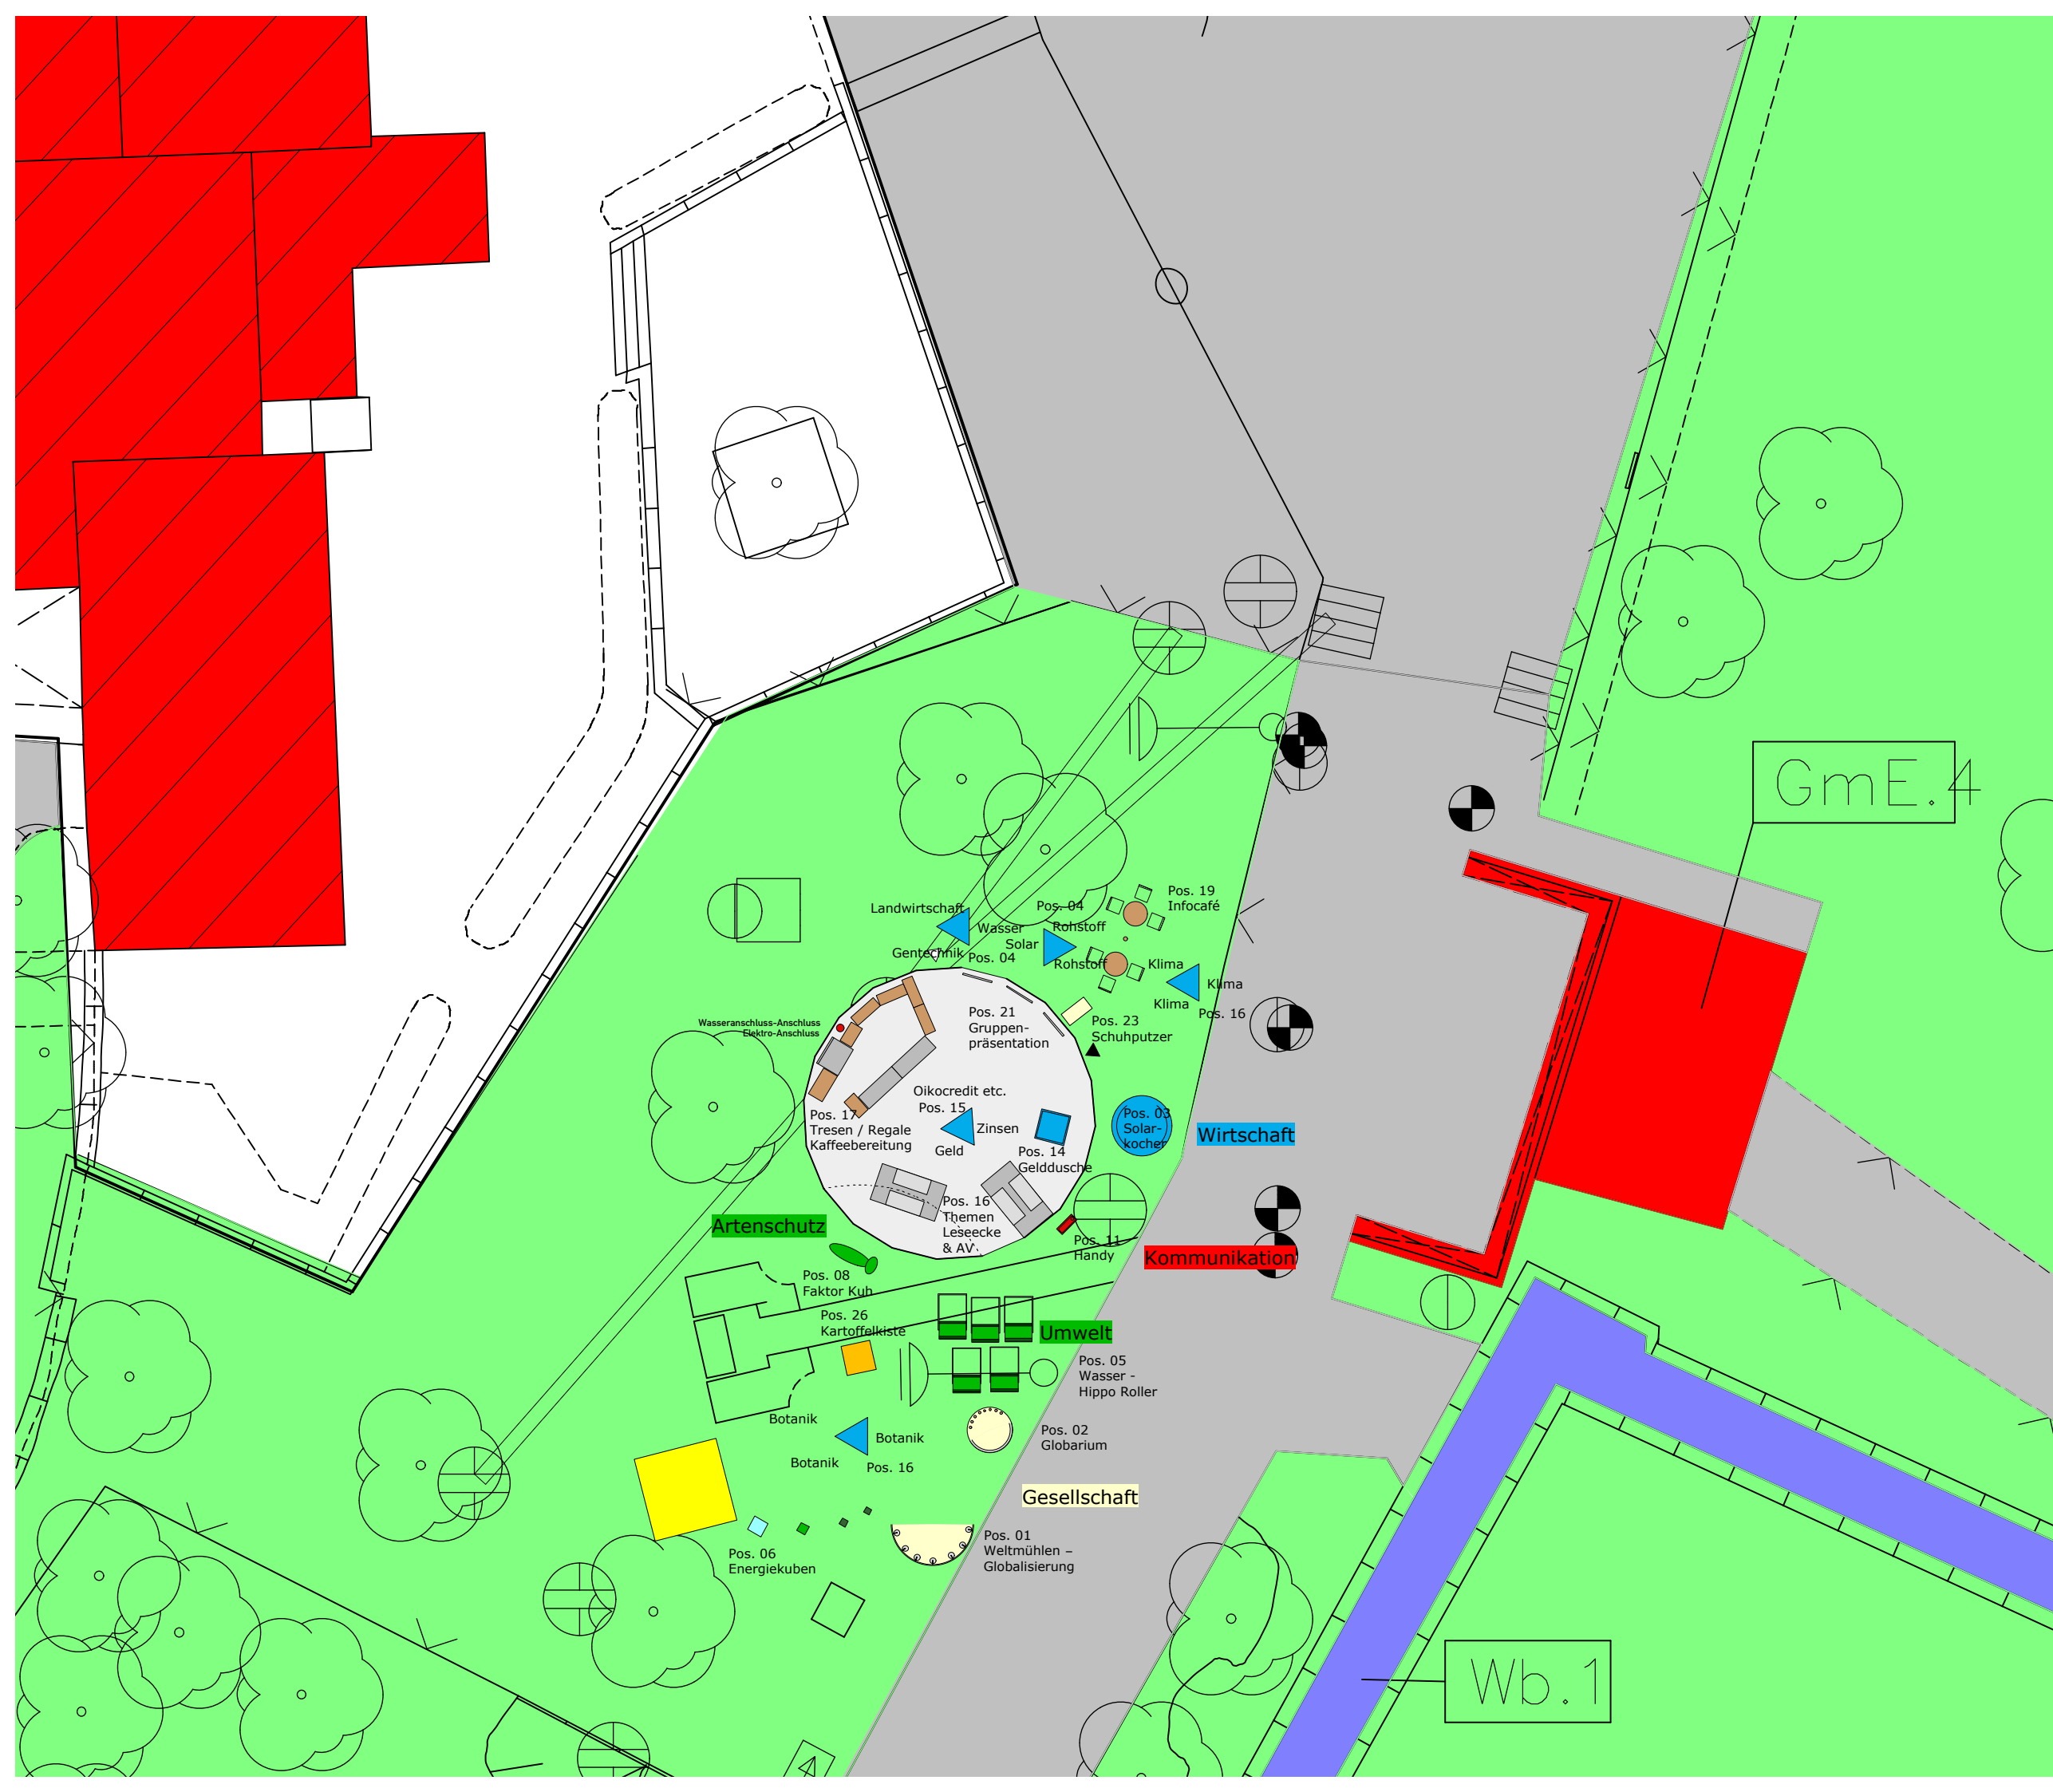 GmE.4
Pos. 19
Infocafé
Landwirtschaft
Pos. 04
Wasser
Rohstoff
Solar
Gentechnik
Pos. 04
Rohstoff
Klima
Klima
Klima
Pos. 16
Wasseranschluss-Anschluss
Elektro-Anschluss
Pos. 21
Gruppen-
präsentation
Pos. 23
Schuhputzer
Oikocredit etc.
Pos. 15
Zinsen
Geld
Pos. 17
Tresen / Regale
Kaffeebereitung
Pos. 03
Solar-
kocher
Wirtschaft
Pos. 14
Gelddusche
Pos. 16
Themen
Leseecke
& AV
Artenschutz
Pos. 11
Handy
Kommunikation
Pos. 08
Faktor Kuh
Pos. 26
Kartoffelkiste
Umwelt
Pos. 05
Wasser -
Hippo Roller
Botanik
Botanik
Botanik
Pos. 16
Pos. 02
Globarium
Gesellschaft
Pos. 06
Energiekuben
Pos. 01
Weltmühlen –
Globalisierung
Wb.1